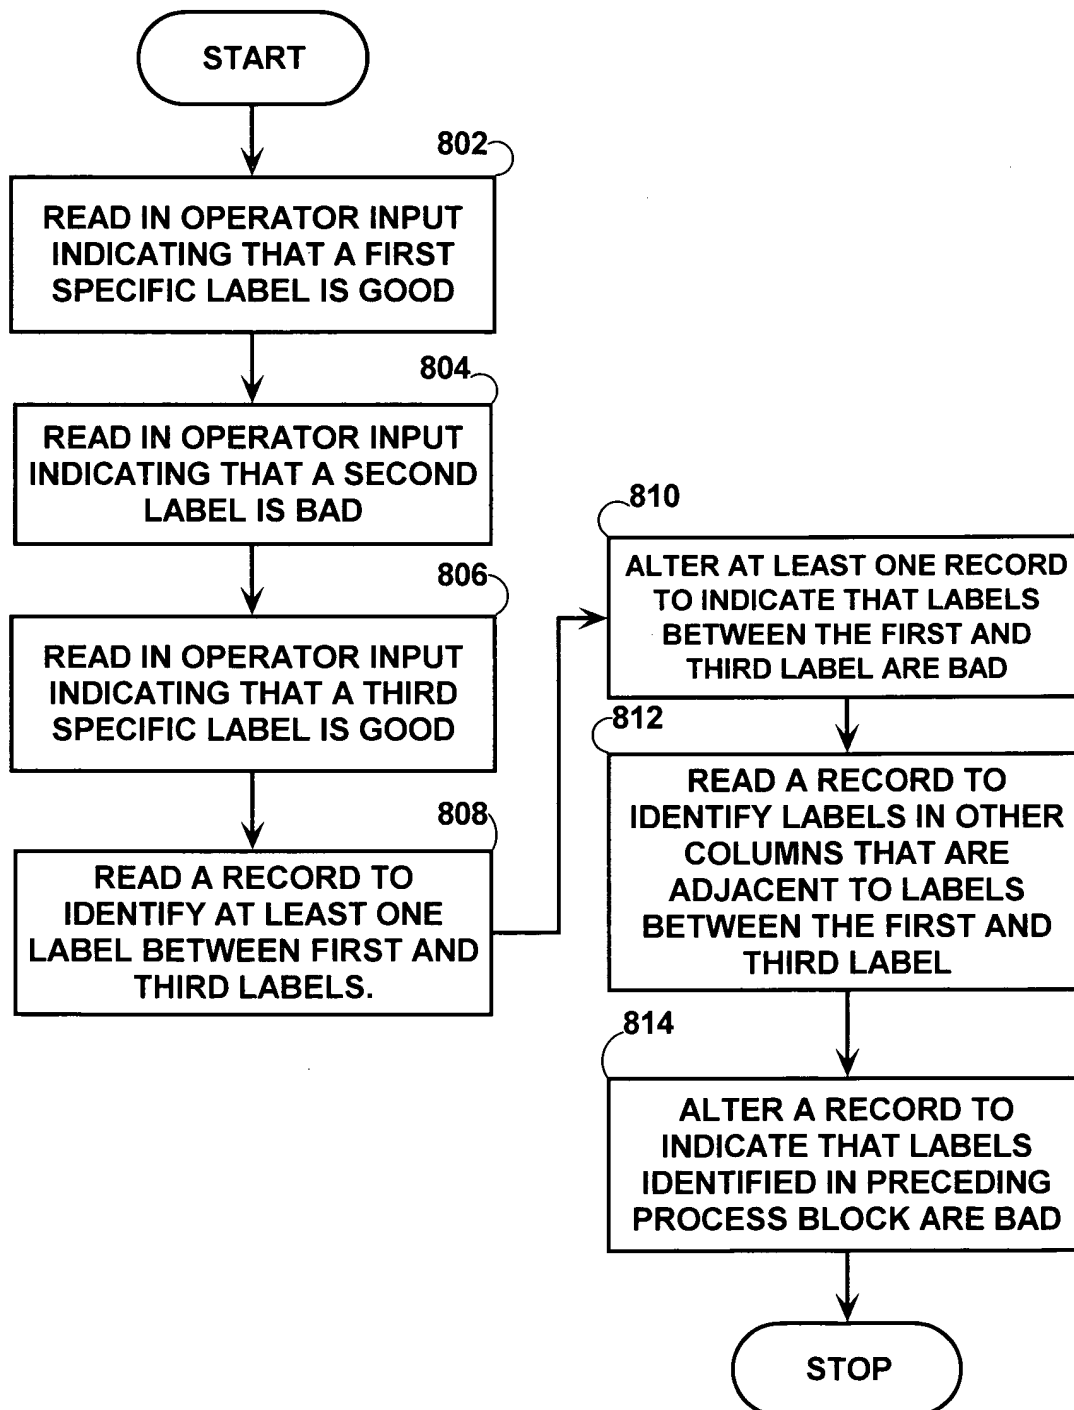 START
802
READ IN OPERATOR INPUT
INDICATING THAT A FIRST
SPECIFIC LABEL IS GOOD
804
READ IN OPERATOR INPUT
INDICATING THAT A SECOND
LABEL IS BAD
806
READ IN OPERATOR INPUT
INDICATING THAT A THIRD
SPECIFIC LABEL IS GOOD
808
READ A RECORD TO
IDENTIFY AT LEAST ONE
LABEL BETWEEN FIRST AND
THIRD LABELS.
810
ALTER AT LEAST ONE RECORD
TO INDICATE THAT LABELS
BETWEEN THE FIRST AND
THIRD LABEL ARE BAD
812
READ A RECORD TO
IDENTIFY LABELS IN OTHER
COLUMNS THAT ARE
ADJACENT TO LABELS
BETWEEN THE FIRST AND
THIRD LABEL
814
ALTER A RECORD TO
INDICATE THAT LABELS
IDENTIFIED IN PRECEDING
PROCESS BLOCK ARE BAD
STOP